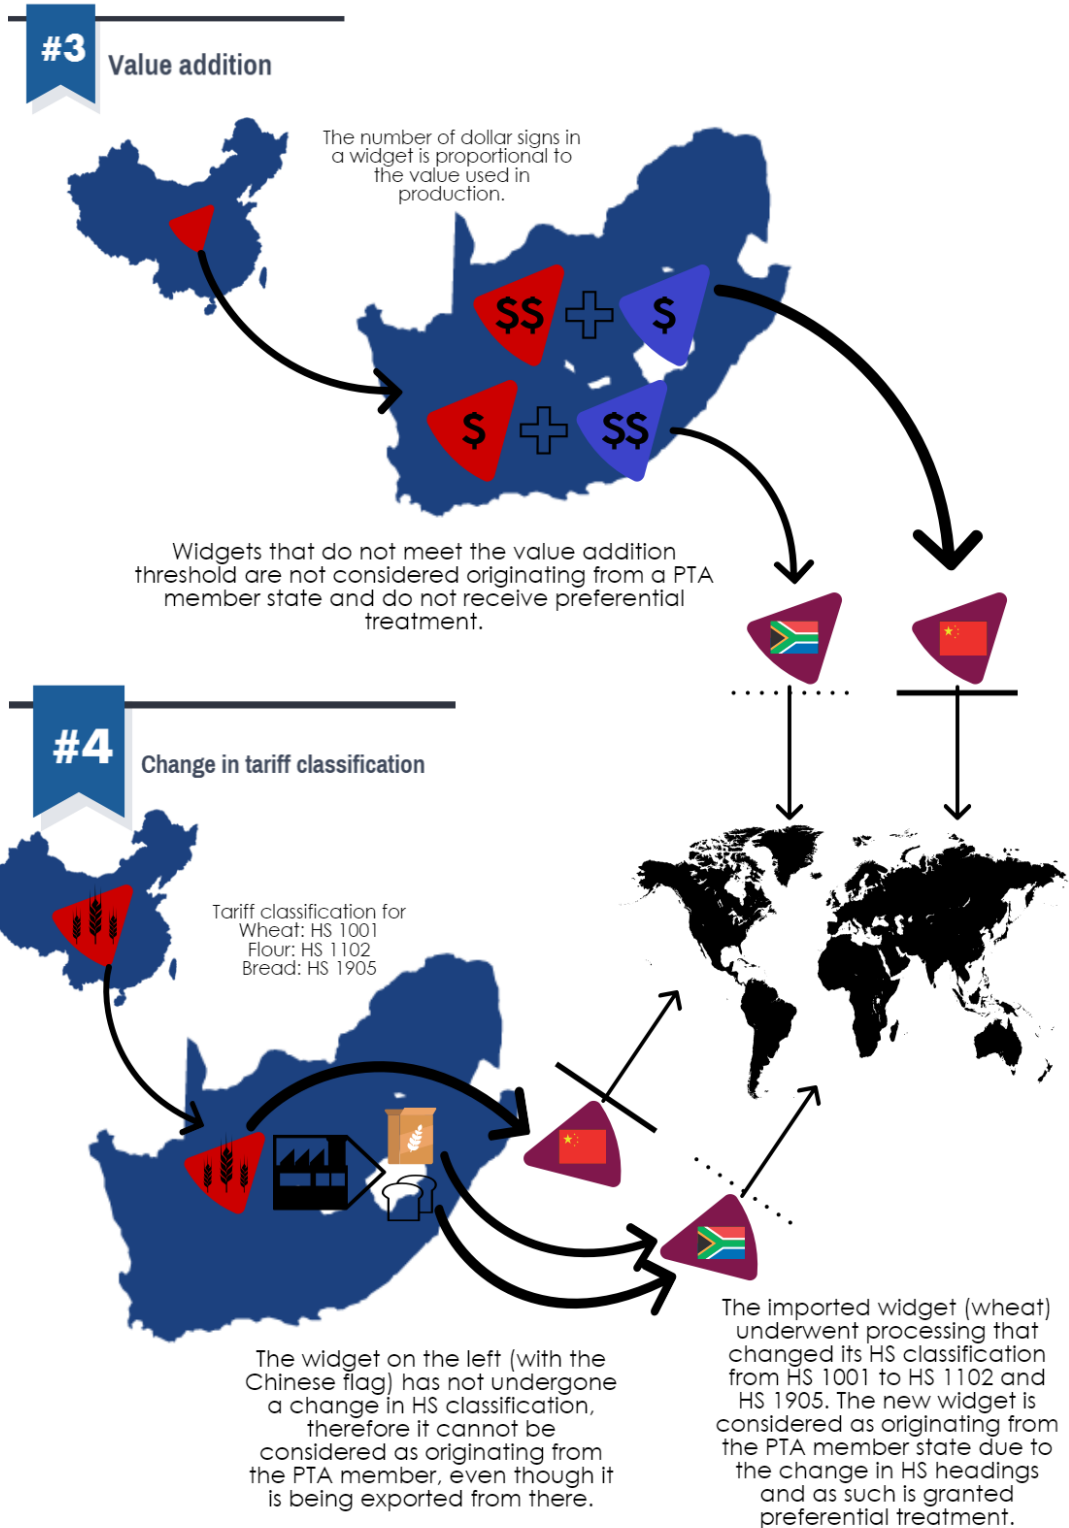 #3
Value addition
The number of dollar signs in
a widget is proportional to
the value used in
production.
$$
$
$
$$
Widgets that do not meet the value addition
threshold are not considered originating from a PTA
member state and do not receive preferential
treatment.
#4
Change in tariff classification
Tariff classification for
Wheat: HS 1001
Flour: HS 1102
Bread: HS 1905
The widget on the left (with the
Chinese flag) has not undergone
a change in HS classification,
therefore it cannot be
considered as originating from
the PTA member, even though it
is being exported from there.
The imported widget (wheat)
underwent processing that
changed its HS classification
from HS 1001 to HS 1102 and
HS 1905. The new widget is
considered as originating from
the PTA member state due to
the change in HS headings
and as such is granted
preferential treatment.